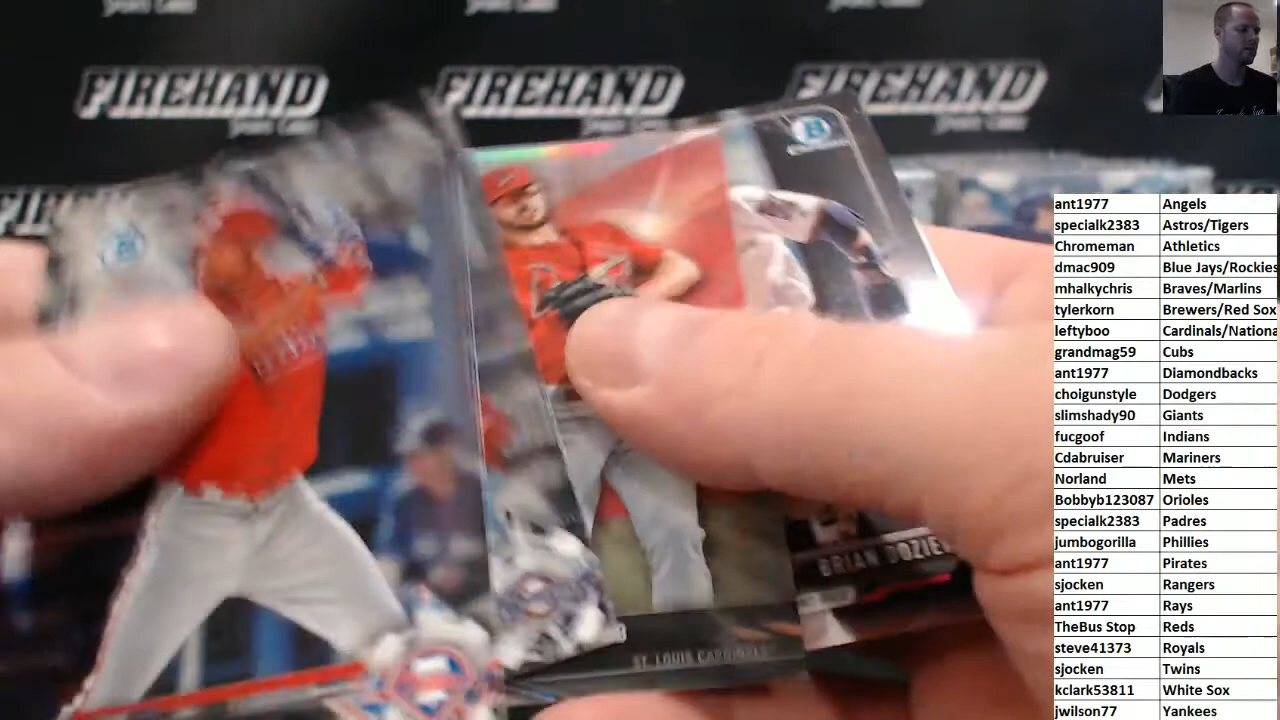 FIREHAND
FIREHAND
FIREHAND
BRIAN DOZIER
ST. LOUIS CARDINALS
ant1977 Angels
specialk2383 Astros/Tigers
Chromeman Athletics
dmac909 Blue Jays/Rockies
mhalkychris Braves/Marlins
tylerkorn Brewers/Red Sox
leftyboo Cardinals/Nationa
grandmag59 Cubs
ant1977 Diamondbacks
choigunstyle Dodgers
slimshady90 Giants
fucgoof Indians
Cdabruiser Mariners
Norland Mets
Bobbyb123087 Orioles
specialk2383 Padres
jumbogorilla Phillies
ant1977 Pirates
sjocken Rangers
ant1977 Rays
TheBus Stop Reds
steve41373 Royals
sjocken Twins
kclark53811 White Sox
jwilson77 Yankees